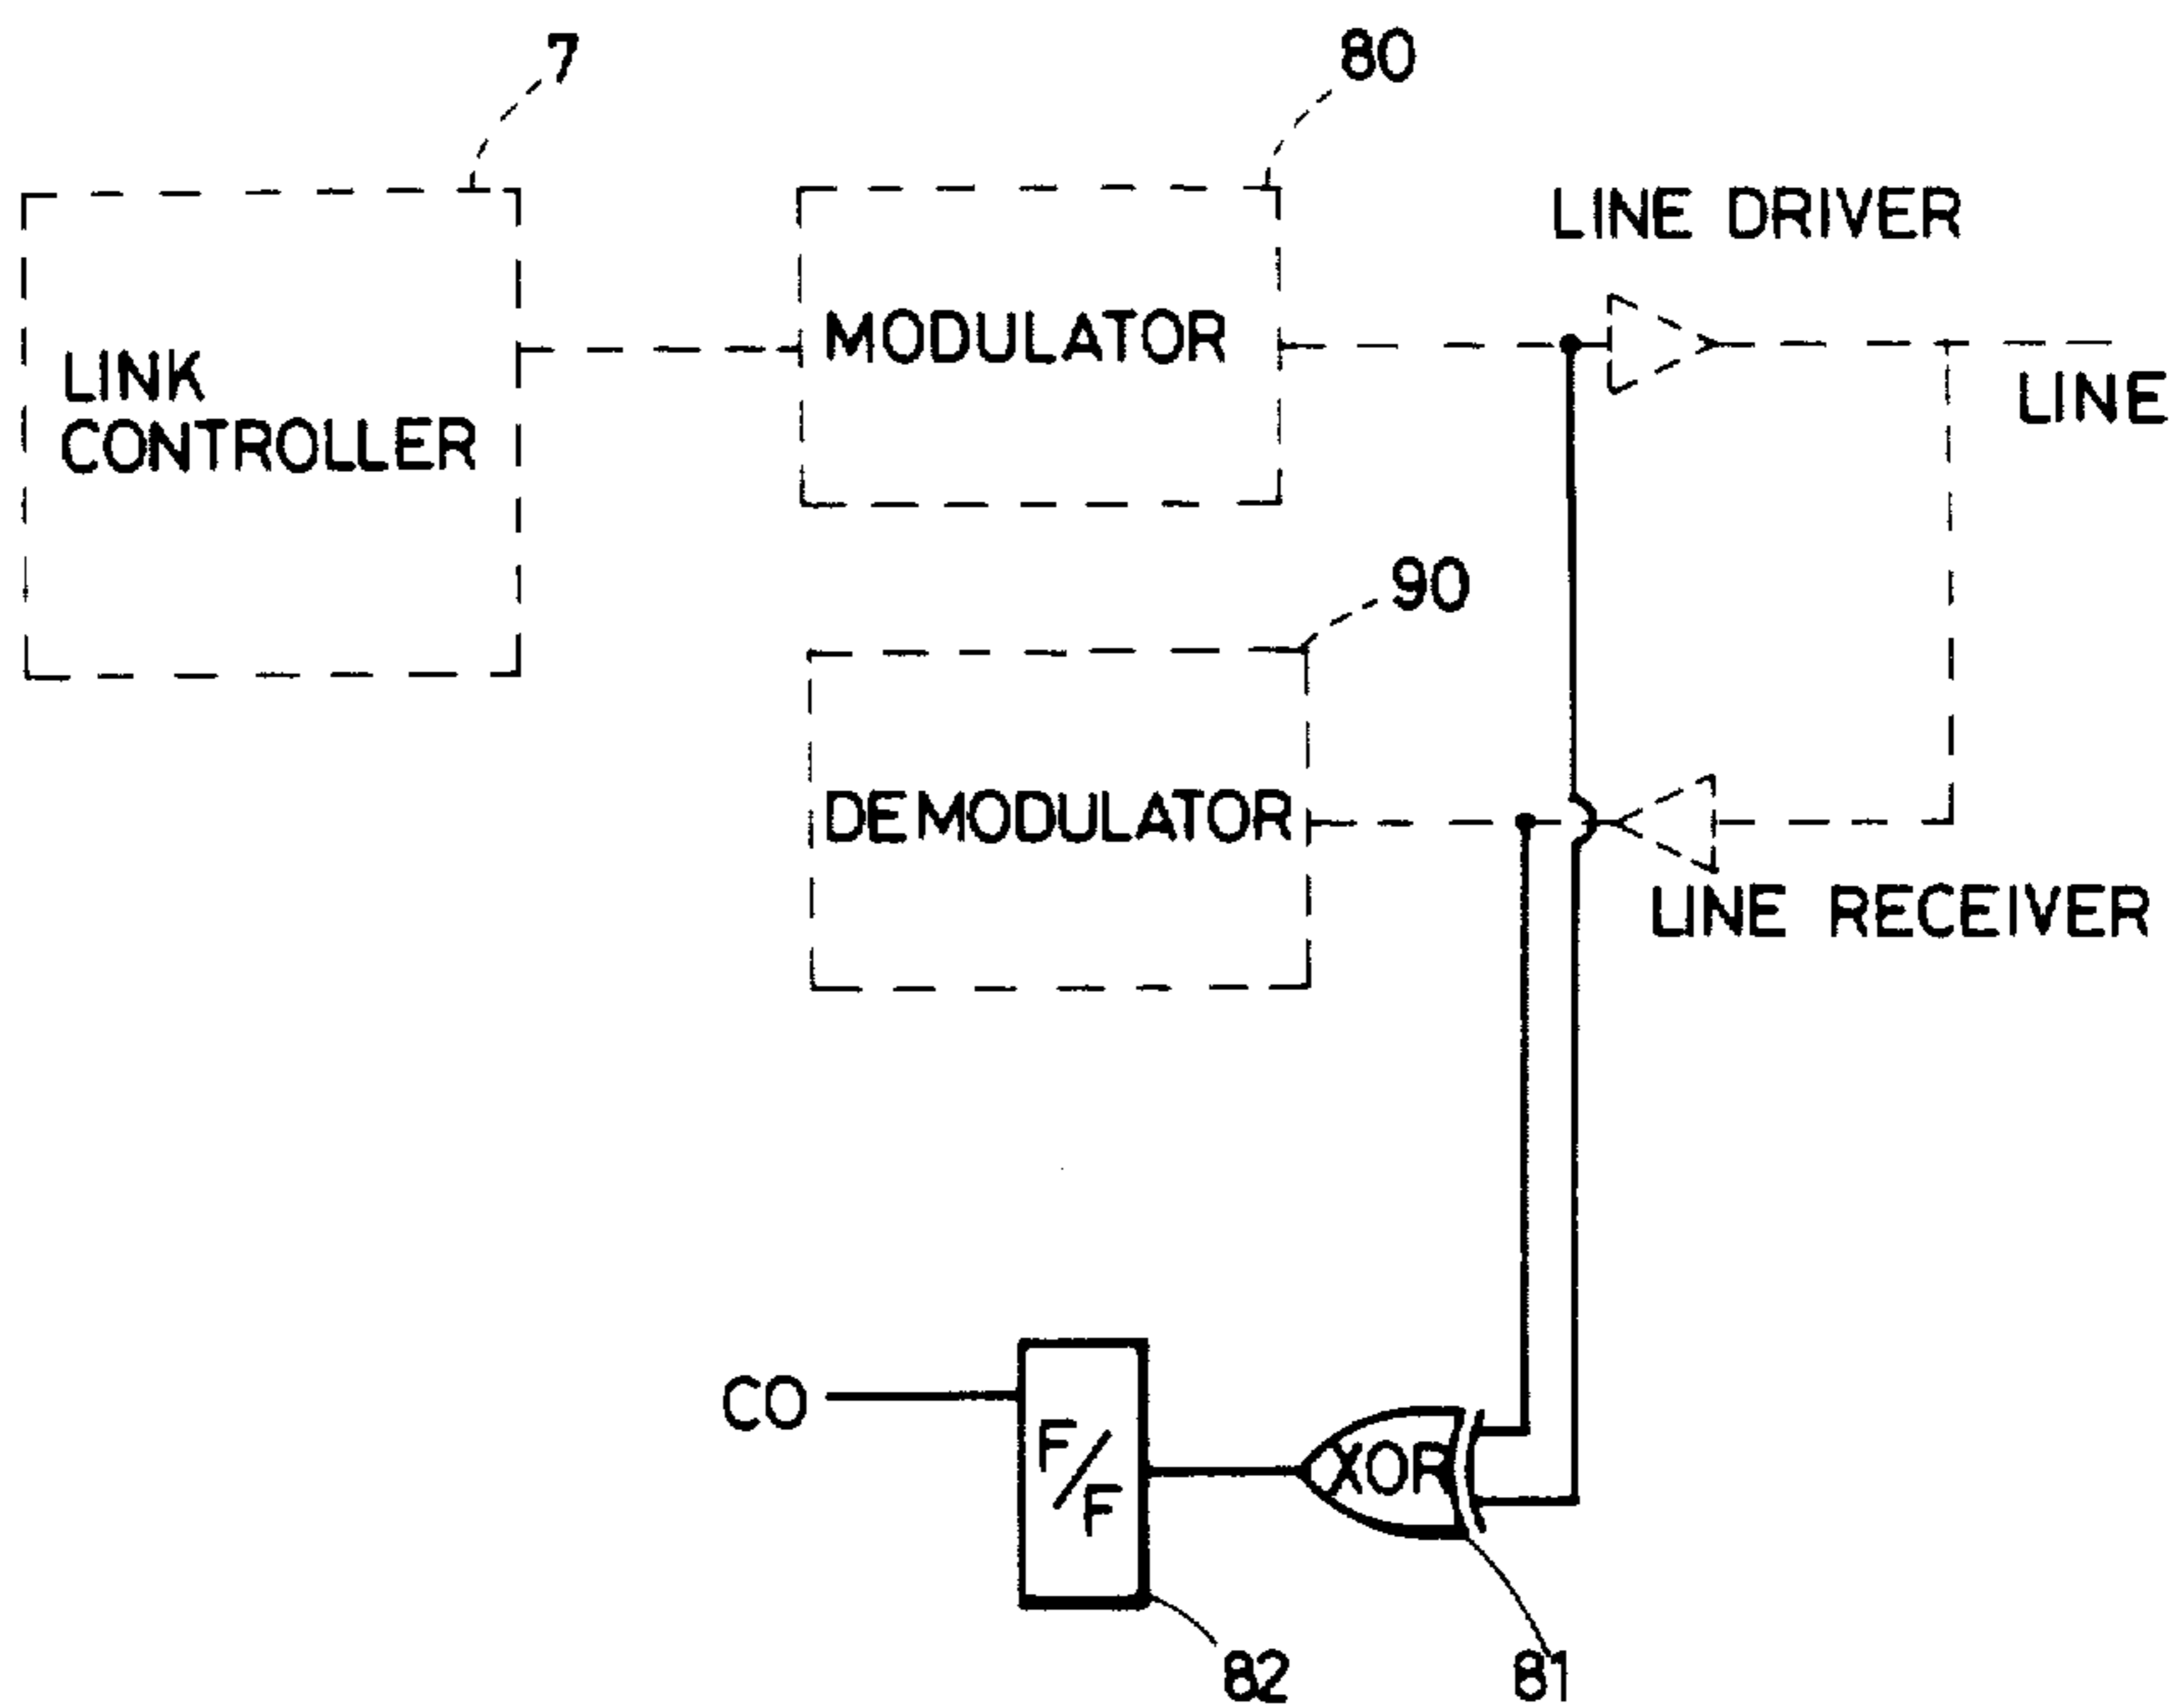 7
80
LINE DRIVER
MODULATOR
LINK
CONTROLLER
LINE
90
DEMODULATOR
LINE RECEIVER
CO
F/F
XOR
82
81